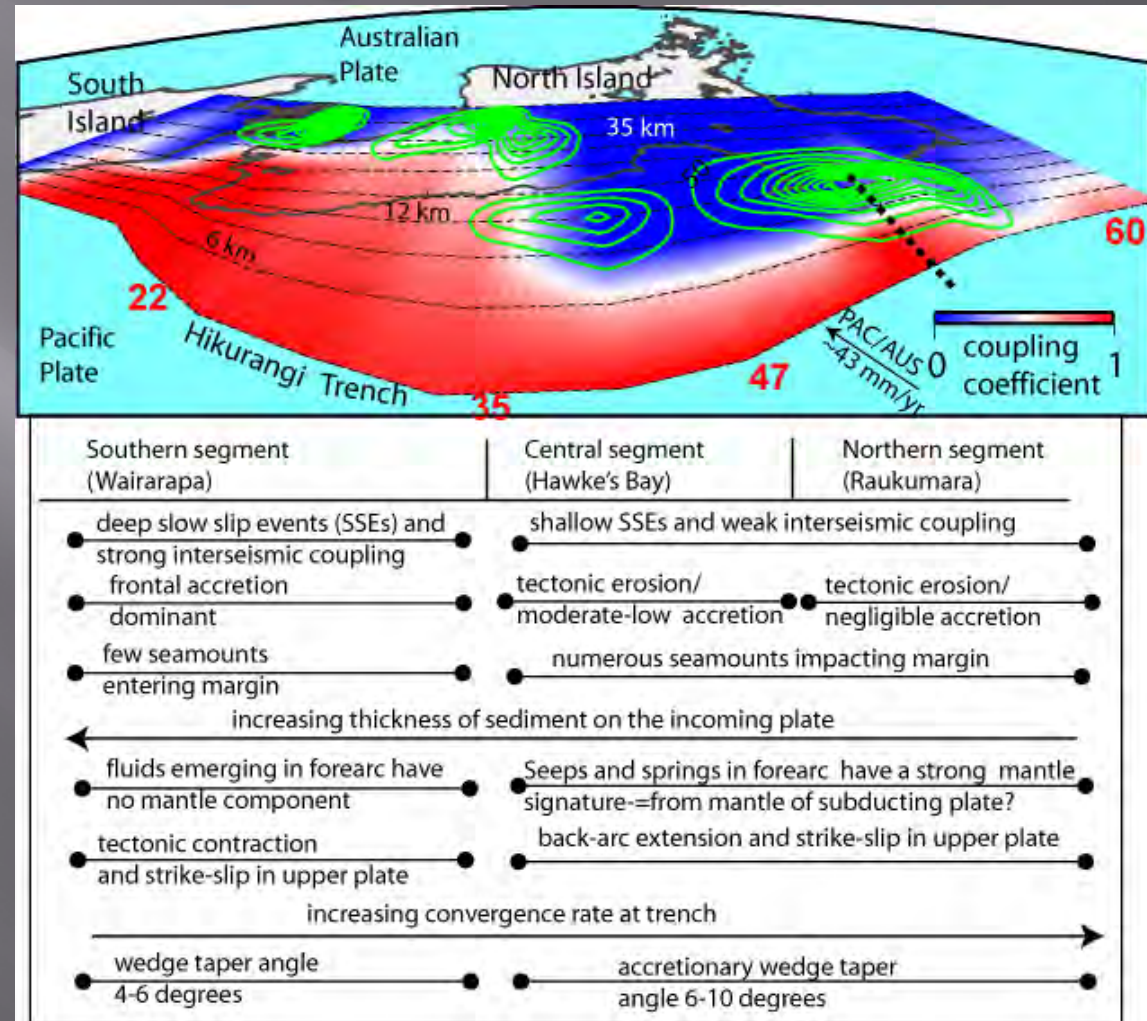 Australian
Plate
South
Island
North Island
35 km
12 km
6 km
60
22
Pacific
Plate
Hikurangi Trench
35
47
PAC/AUS
~43 mm/yr
0
coupling
coefficient
1
Southern segment
(Wairarapa)
Central segment
(Hawke's Bay)
Northern segment
(Raukumara)
deep slow slip events (SSEs) and
strong interseismic coupling
shallow SSEs and weak interseismic coupling
frontal accretion
dominant
tectonic erosion/
moderate-low accretion
tectonic erosion/
negligible accretion
few seamounts
entering margin
numerous seamounts impacting margin
increasing thickness of sediment on the incoming plate
fluids emerging in forearc have
no mantle component
Seeps and springs in forearc have a strong mantle
signature-=from mantle of subducting plate?
tectonic contraction
and strike-slip in upper plate
back-arc extension and strike-slip in upper plate
increasing convergence rate at trench
wedge taper angle
4-6 degrees
accretionary wedge taper
angle 6-10 degrees